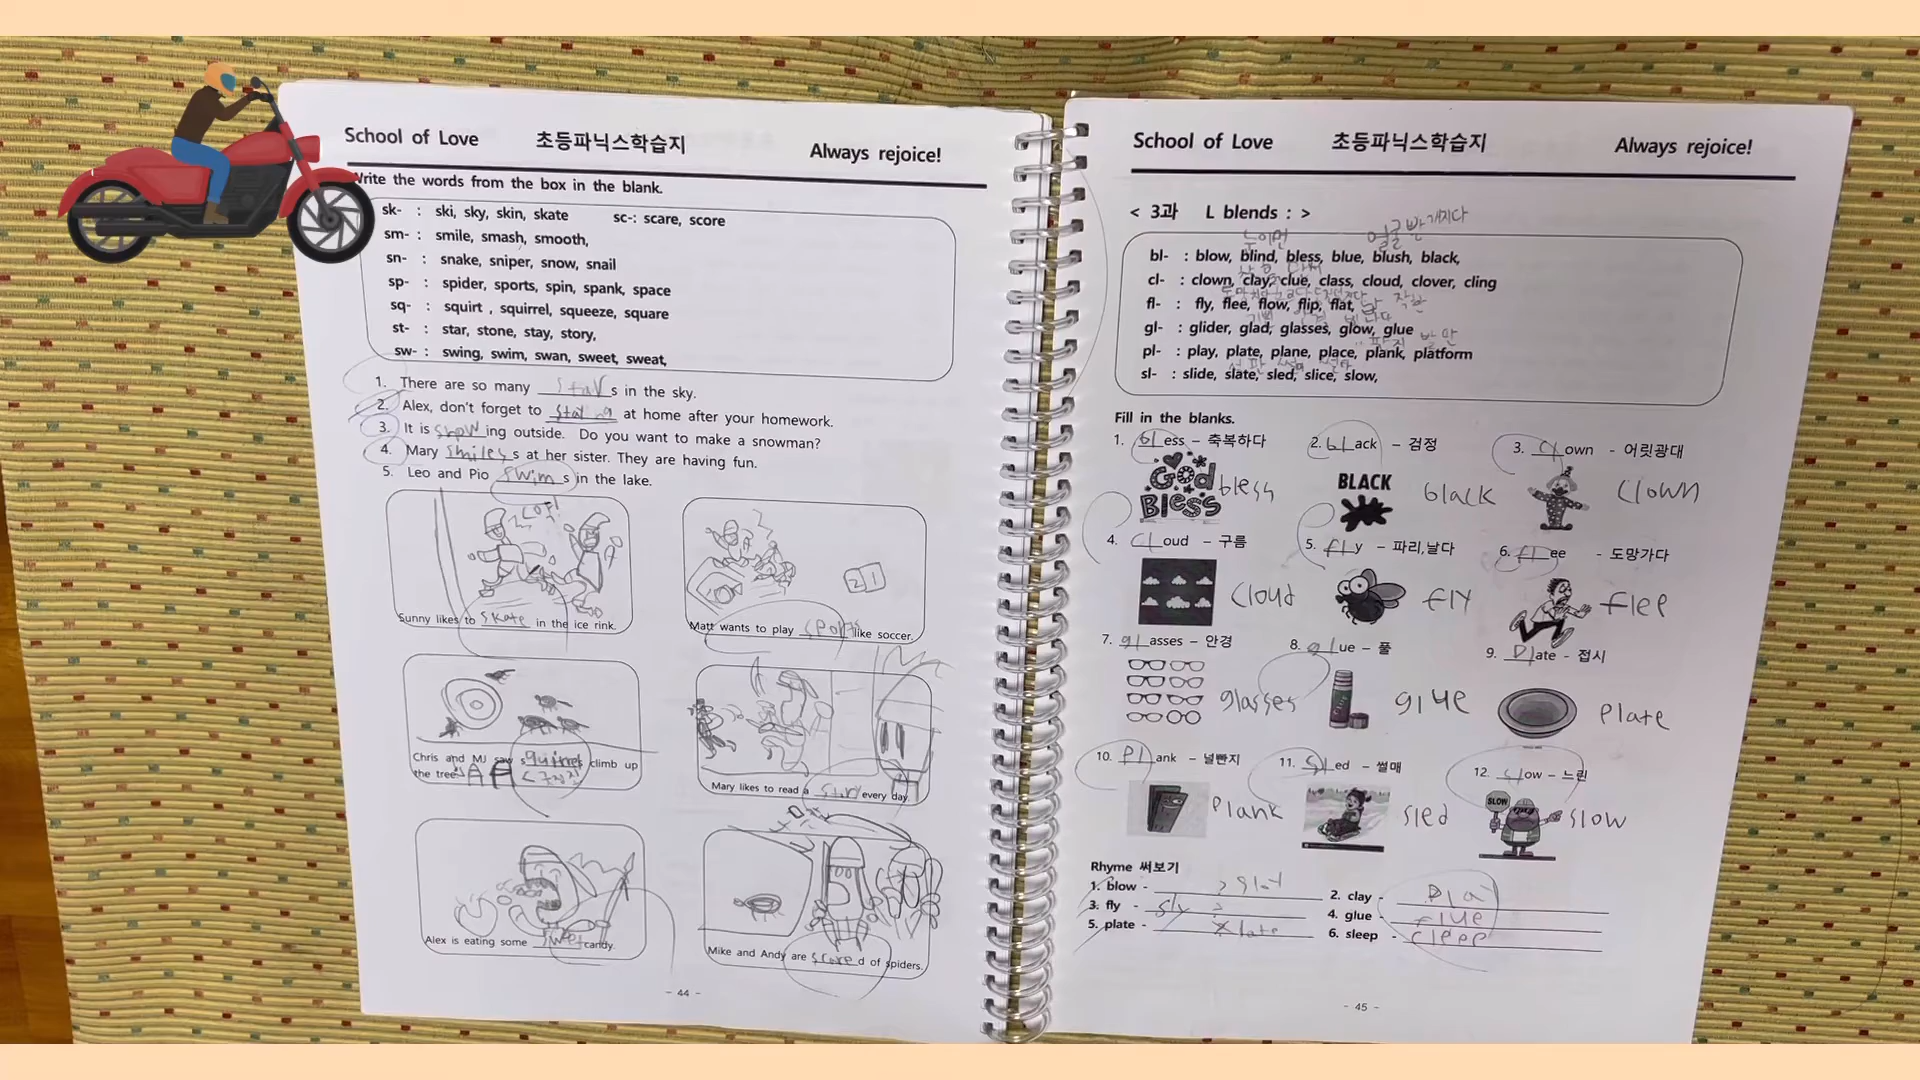 School of Love 초등파닉스학습지 Always rejoice!
Write the words from the box in the blank.
sk- : ski, sky, skin, skate sc-: scare, score
sm- : smile, smash, smooth,
sn- : snake, sniper, snow, snail
sp- : spider, sports, spin, spank, space
sq- : squirt , squirrel, squeeze, square
st- : star, stone, stay, story,
sw- : swing, swim, swan, sweet, sweat,
1. There are so many star s in the sky.
2. Alex, don't forget to at home after your homework.
3. It is snow ing outside. Do you want to make a snowman?
4. Mary smiles s at her sister. They are having fun.
5. Leo and Pio swim s in the lake.
Sunny likes to skate in the ice rink.
21
Matt wants to play sports like soccer.
Chris and MJ saw climb up
the tree.
Mary likes to read a story every day.
Alex is eating some candy.
Mike and Andy are scare d of spiders.
- 44 -
School of Love 초등파닉스학습지 Always rejoice!
< 3과 L blends : >
bl- : blow, blind, bless, blue, blush, black,
cl- : clown, clay, clue, class, cloud, clover, cling
fl- : fly, flee, flow, flip, flat,
gl- : glider, glad, glasses, glow, glue
발판
pl- : play, plate, plane, place, plank, platform
sl- : slide, slate, sled, slice, slow,
Fill in the blanks.
1. bl ess - 축복하다 2. bl ack - 검정 3. cl own - 어릿광대
God Bless bless BLACK black clown
4. cl oud - 구름 5. fl y - 파리,날다 6. fl ee - 도망가다
cloud fly flee
7. gl asses - 안경 8. gl ue - 풀 9. pl ate - 접시
glasses glue plate
10. pl ank - 널빤지 11. sl ed - 썰매 12. sl ow - 느린
plank sled SLOW slow
Rhyme 써보기
1. blow - 2. clay -
3. fly - sly 4. glue - flue
5. plate - 6. sleep -
- 45 -